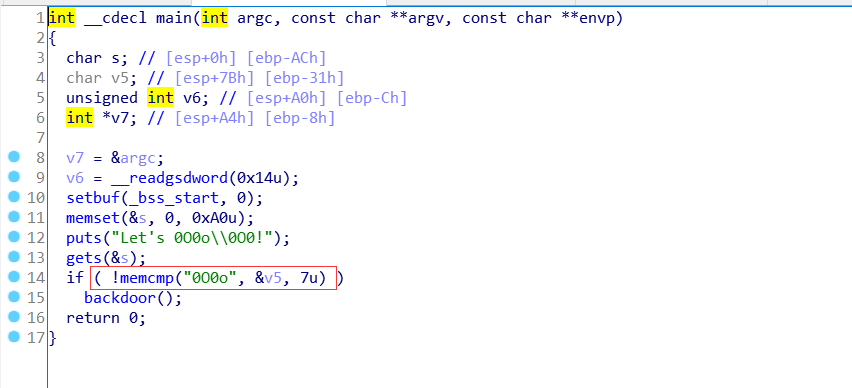 1 int __cdecl main(int argc, const char **argv, const char **envp)
2 {
3 char s; // [esp+0h] [ebp-ACh]
4 char v5; // [esp+7Bh] [ebp-31h]
5 unsigned int v6; // [esp+A0h] [ebp-Ch]
6 int *v7; // [esp+A4h] [ebp-8h]
7
8 v7 = &argc;
9 v6 = __readgsdword(0x14u);
10 setbuf(_bss_start, 0);
11 memset(&s, 0, 0xA0u);
12 puts("Let's 0O0o\\0O0!");
13 gets(&s);
14 if ( !memcmp("0O0o", &v5, 7u) )
15 backdoor();
16 return 0;
17 }